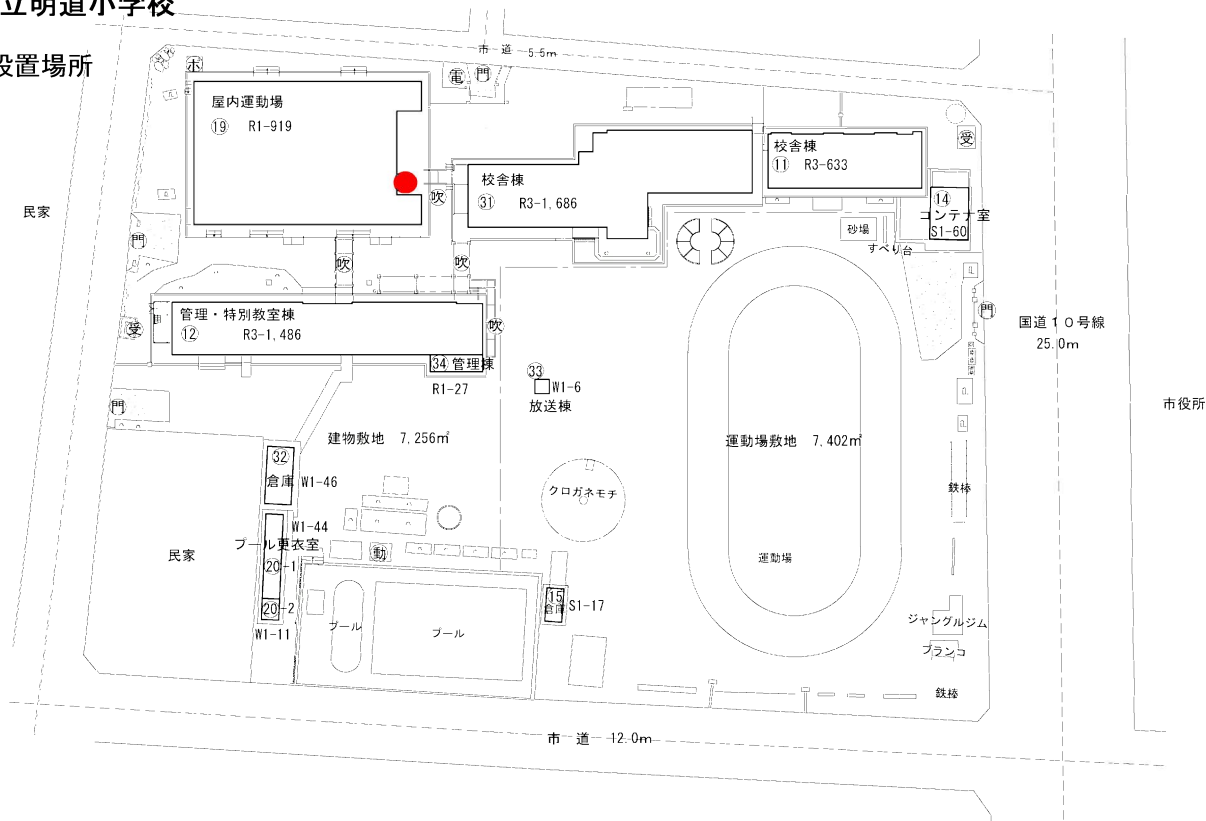 立明道小学校
設置場所
市 道 5.5m
ホ
電
門
屋内運動場
⑲ R1-919
校舎棟
⑪ R3-633
受
校舎棟
㉛ R3-1,686
吹
⑭
コンテナ室
S1-60
民家
門
砂場
すべり台
吹
吹
管理・特別教室棟
⑫ R3-1,486
受
吹
門
国道10号線
25.0m
㉞ 管理棟
R1-27
㉝
W1-6
放送棟
門
市役所
建物敷地 7,256㎡
運動場敷地 7,402㎡
㉜
倉庫 W1-46
クロガネモチ
鉄棒
W1-44
プール更衣室
20-1
動
民家
運動場
20-2
W1-11
プール
プール
⑮
倉庫 S1-17
ジャングルジム
ブランコ
鉄棒
市 道 12.0m